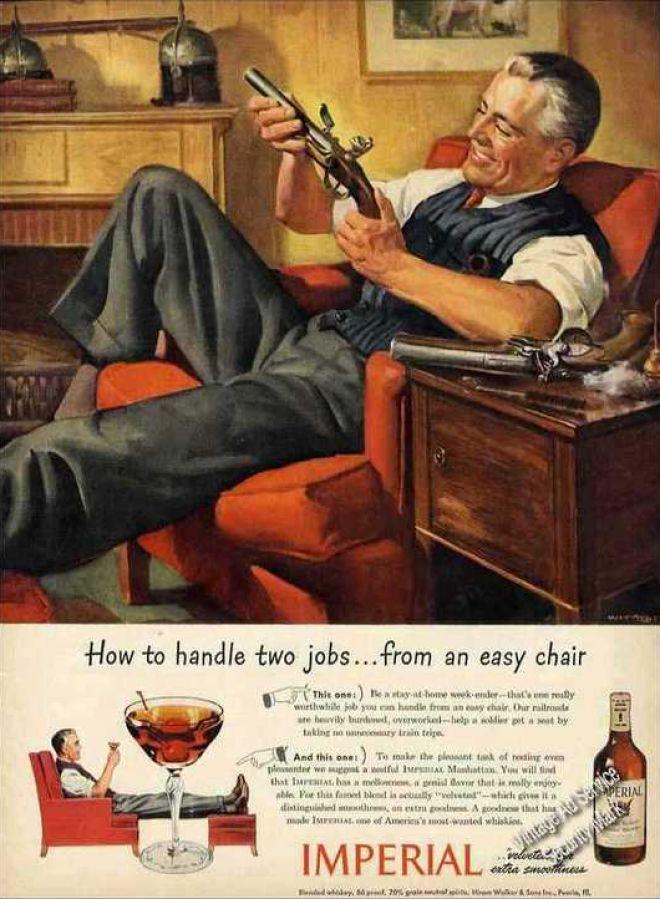 How to handle two jobs...from an easy chair
(This one:) Be a stay-at-home week-ender—that's one really
worthwhile job you can handle from an easy chair. Our railroads
are heavily burdened, overworked—help a soldier get a seat by
taking no unnecessary train trips.
And this one:) To make the pleasant task of resting even
pleasanter we suggest a restful IMPERIAL Manhattan. You will find
that IMPERIAL has a mellowness, a genial flavor that is really enjoy-
able. For this famed blend is actually "velveted"—which gives it a
distinguished smoothness, an extra goodness. A goodness that has
made IMPERIAL one of America's most-wanted whiskies.
IMPERIAL
IMPERIAL
..."velveted" for
extra smoothness
Vintage Ad Service
Security Mark
Blended whiskey. 86 proof. 70% grain neutral spirits. Hiram Walker & Sons Inc., Peoria, Ill.